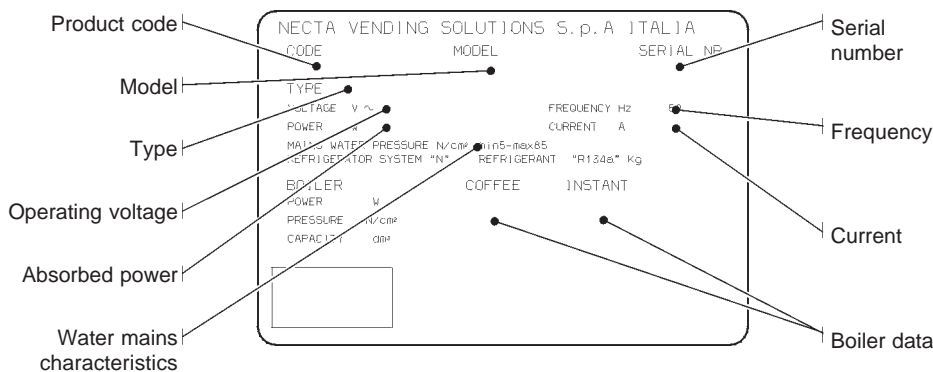 Product code
Model
Type
Operating voltage
Absorbed power
Water mains
characteristics
NECTA VENDING SOLUTIONS S.p.A ITALIA
CODE MODEL SERIAL NR
TYPE
VOLTAGE V ~ FREQUENCY Hz 50
POWER W CURRENT A
MAINS WATER PRESSURE N/cm² min5-max85
REFRIGERATOR SYSTEM "N" REFRIGERANT "R134a" Kg
BOILER COFFEE INSTANT
POWER W
PRESSURE N/cm²
CAPACITY dm³
Serial
number
Frequency
Current
Boiler data